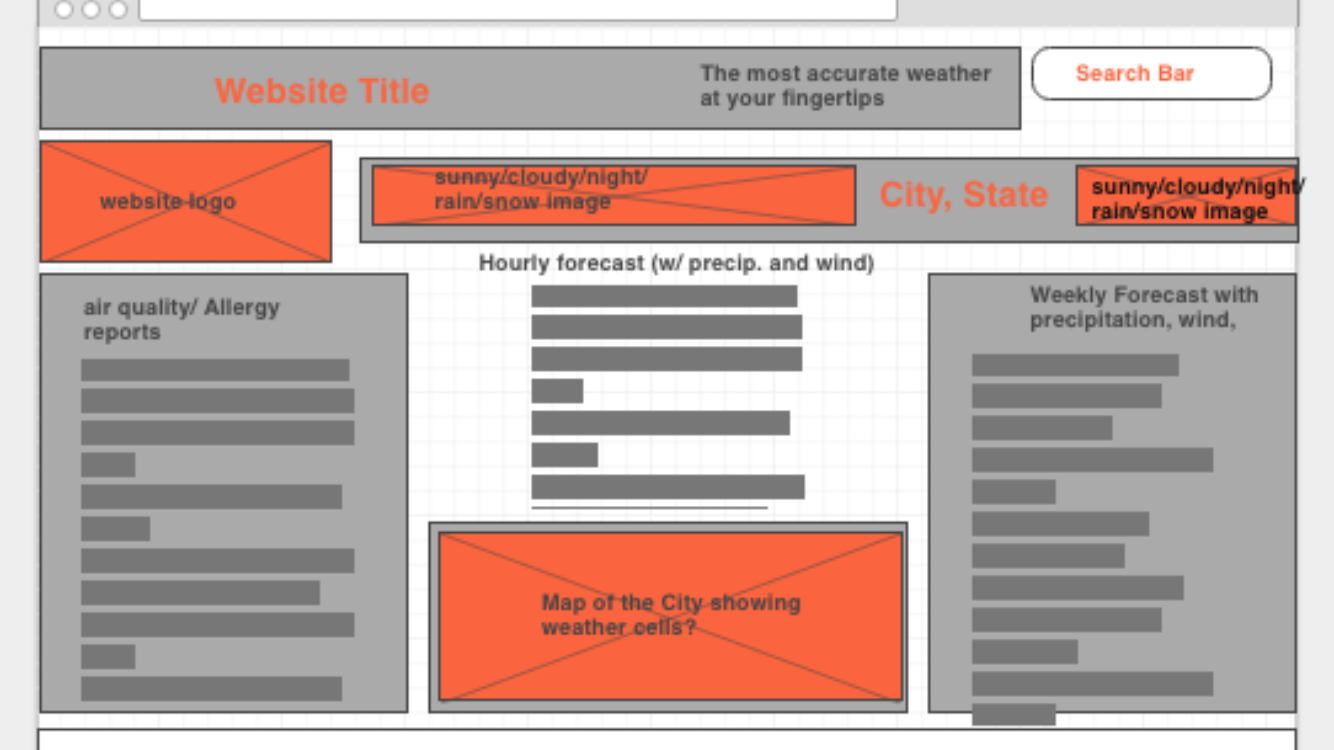 Website Title
The most accurate weather
at your fingertips
Search Bar
website logo
sunny/cloudy/night/
rain/snow image
City, State
sunny/cloudy/night/
rain/snow image
Hourly forecast (w/ precip. and wind)
air quality/ Allergy
reports
Weekly Forecast with
precipitation, wind,
Map of the City showing
weather cells?